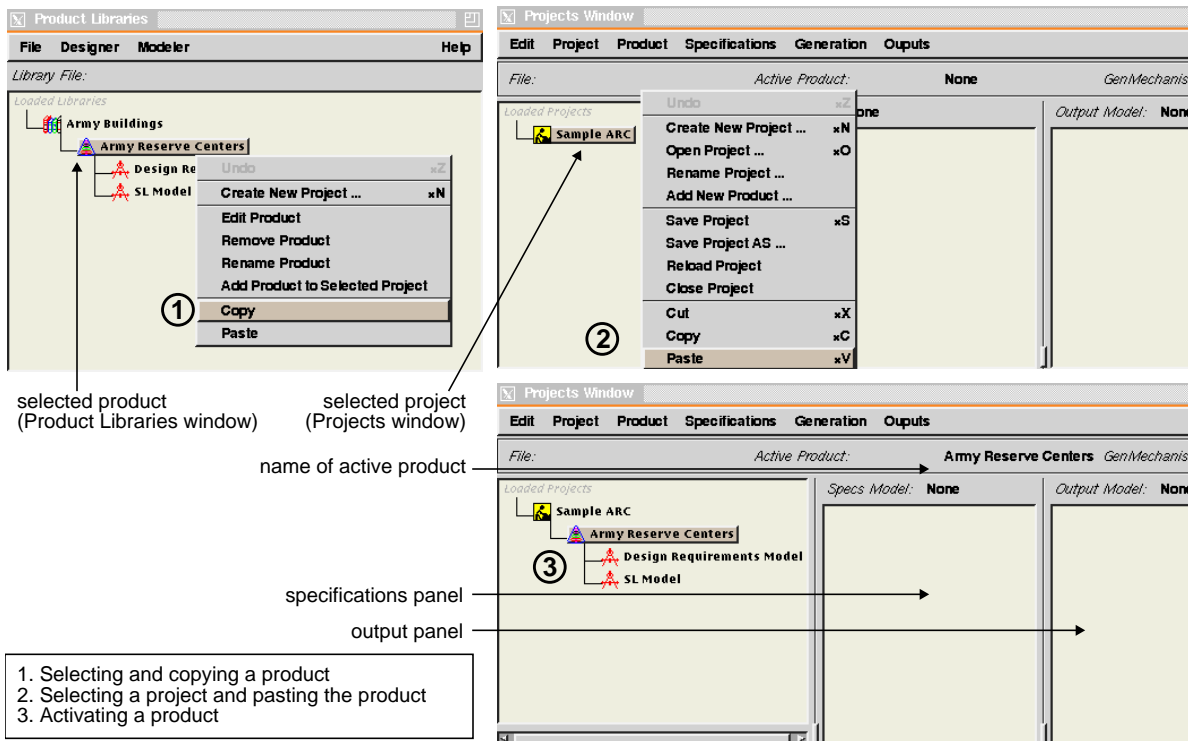 Product Libraries
File Designer Modeler Help
Library File:
Loaded Libraries
Army Buildings
Army Reserve Centers
Design Re
SL Model
Undo ×Z
Create New Project ... ×N
Edit Product
Remove Product
Rename Product
Add Product to Selected Project
Copy
Paste
1
selected product
(Product Libraries window)
Projects Window
Edit Project Product Specifications Generation Ouputs
File: Active Product: None GenMechanis
Loaded Projects
Sample ARC
one
Output Model: None
Undo ×Z
Create New Project ... ×N
Open Project ... ×O
Rename Project ...
Add New Product ...
Save Project ×S
Save Project AS ...
Reload Project
Close Project
Cut ×X
Copy ×C
Paste ×V
2
selected project
(Projects window)
Projects Window
Edit Project Product Specifications Generation Ouputs
name of active product
File: Active Product: Army Reserve Centers GenMechanis
Loaded Projects
Specs Model: None
Output Model: None
Sample ARC
Army Reserve Centers
Design Requirements Model
SL Model
3
specifications panel
output panel
1. Selecting and copying a product
2. Selecting a project and pasting the product
3. Activating a product